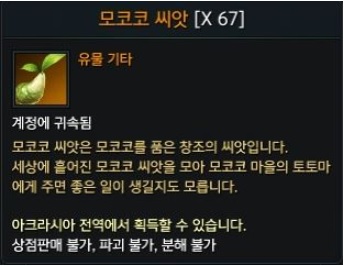 모코코 씨앗 [X 67]
유물 기타
계정에 귀속됨
모코코 씨앗은 모코코를 품은 창조의 씨앗입니다.
세상에 흩어진 모코코 씨앗을 모아 모코코 마을의 토토마
에게 주면 좋은 일이 생길지도 모릅니다.
아크라시아 전역에서 획득할 수 있습니다.
상점판매 불가, 파괴 불가, 분해 불가